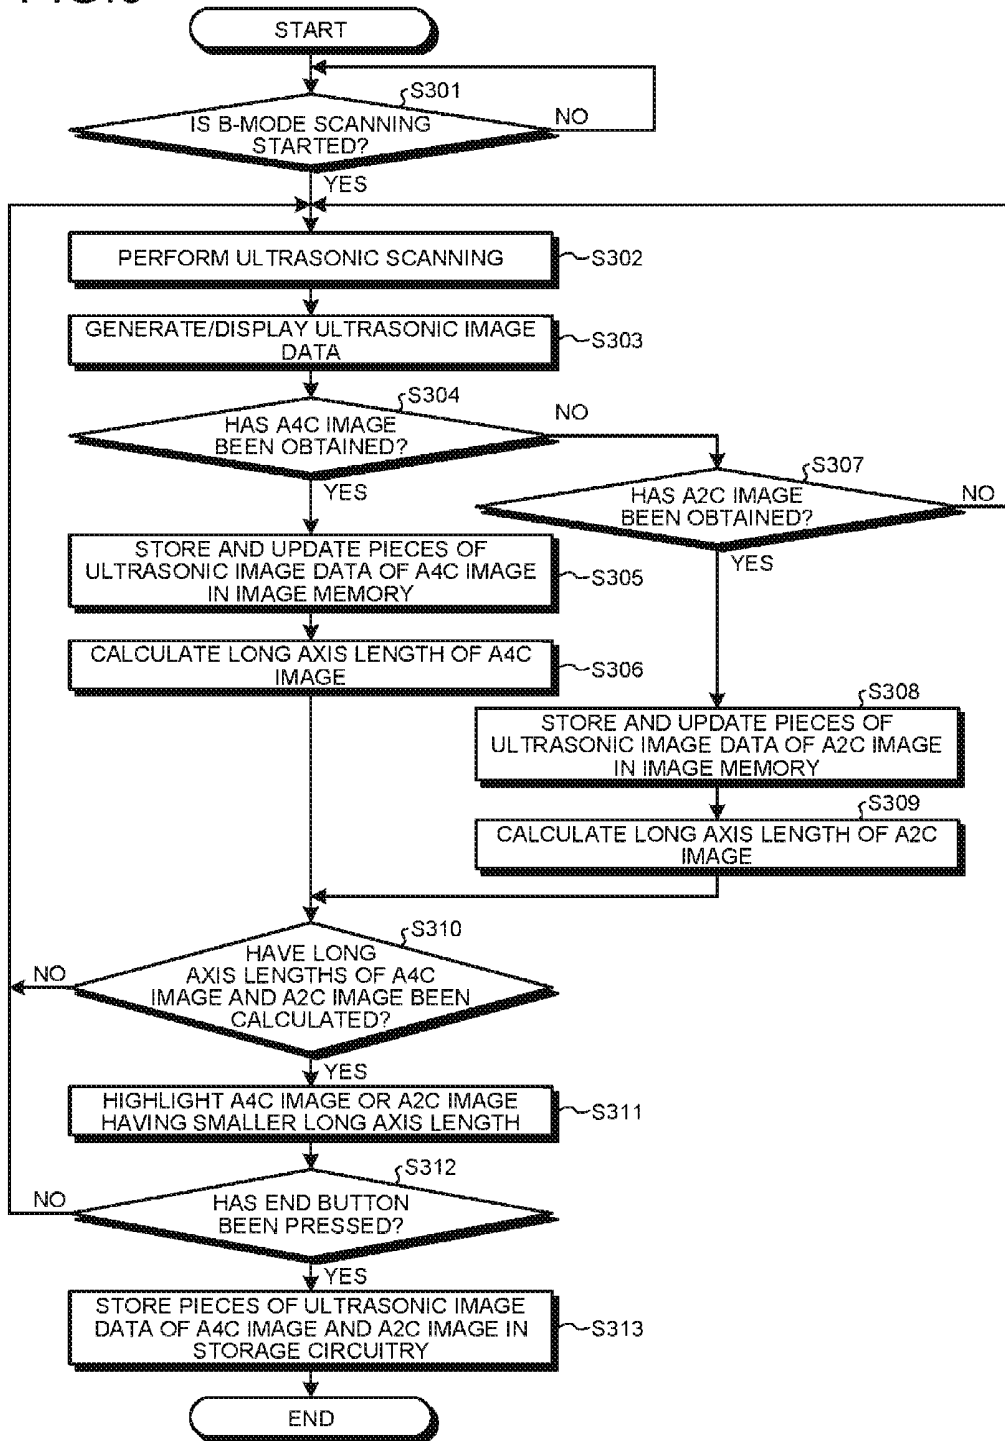 START
S301
IS B-MODE SCANNING
STARTED?
NO
YES
PERFORM ULTRASONIC SCANNING
S302
GENERATE/DISPLAY ULTRASONIC IMAGE
DATA
S303
S304
HAS A4C IMAGE
BEEN OBTAINED?
NO
YES
S307
HAS A2C IMAGE
BEEN OBTAINED?
NO
YES
STORE AND UPDATE PIECES OF
ULTRASONIC IMAGE DATA OF A4C IMAGE
IN IMAGE MEMORY
S305
CALCULATE LONG AXIS LENGTH OF A4C
IMAGE
S306
S308
STORE AND UPDATE PIECES OF
ULTRASONIC IMAGE DATA OF A2C IMAGE
IN IMAGE MEMORY
S309
CALCULATE LONG AXIS LENGTH OF A2C
IMAGE
S310
HAVE LONG
AXIS LENGTHS OF A4C
IMAGE AND A2C IMAGE BEEN
CALCULATED?
NO
YES
HIGHLIGHT A4C IMAGE OR A2C IMAGE
HAVING SMALLER LONG AXIS LENGTH
S311
S312
HAS END BUTTON
BEEN PRESSED?
NO
YES
STORE PIECES OF ULTRASONIC IMAGE
DATA OF A4C IMAGE AND A2C IMAGE IN
STORAGE CIRCUITRY
S313
END